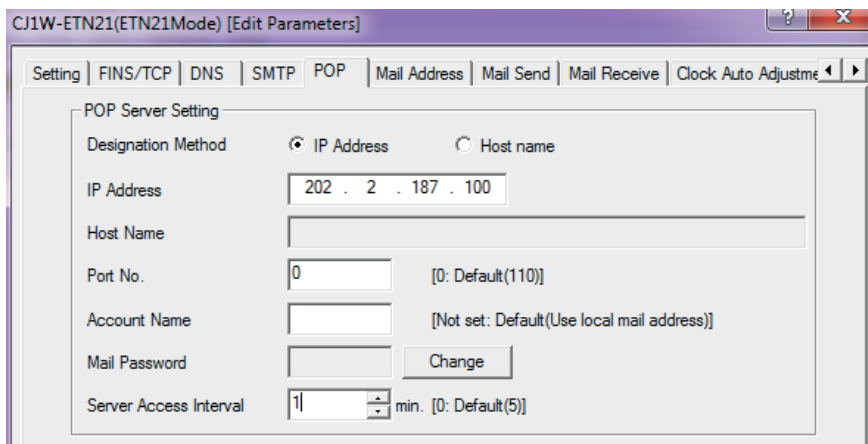 CJ1W-ETN21(ETN21Mode) [Edit Parameters]
Setting FINS/TCP DNS SMTP POP Mail Address Mail Send Mail Receive Clock Auto Adjustme
POP Server Setting
Designation Method IP Address Host name
IP Address 202 . 2 . 187 . 100
Host Name
Port No. 0 [0: Default(110)]
Account Name [Not set: Default(Use local mail address)]
Mail Password Change
Server Access Interval 1 min. [0: Default(5)]